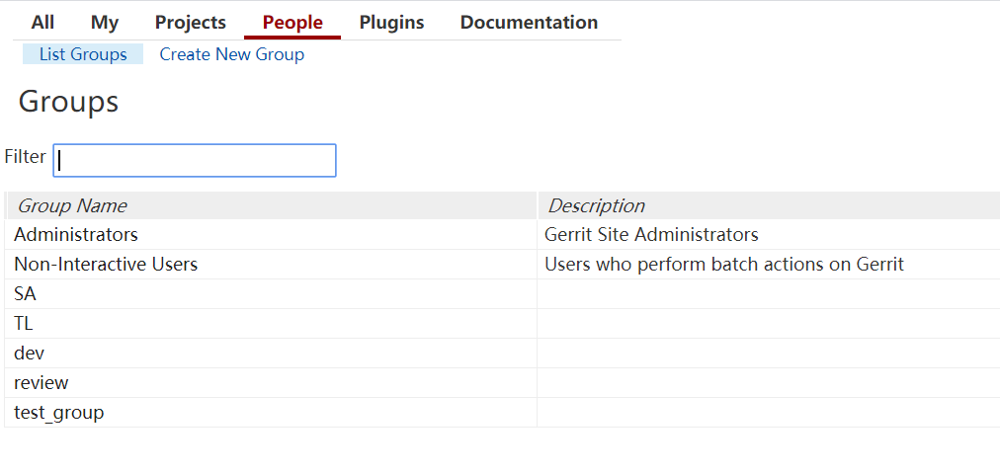 All My Projects People Plugins Documentation
List Groups Create New Group
Groups
Filter
Group Name Description
Administrators Gerrit Site Administrators
Non-Interactive Users Users who perform batch actions on Gerrit
SA
TL
dev
review
test_group